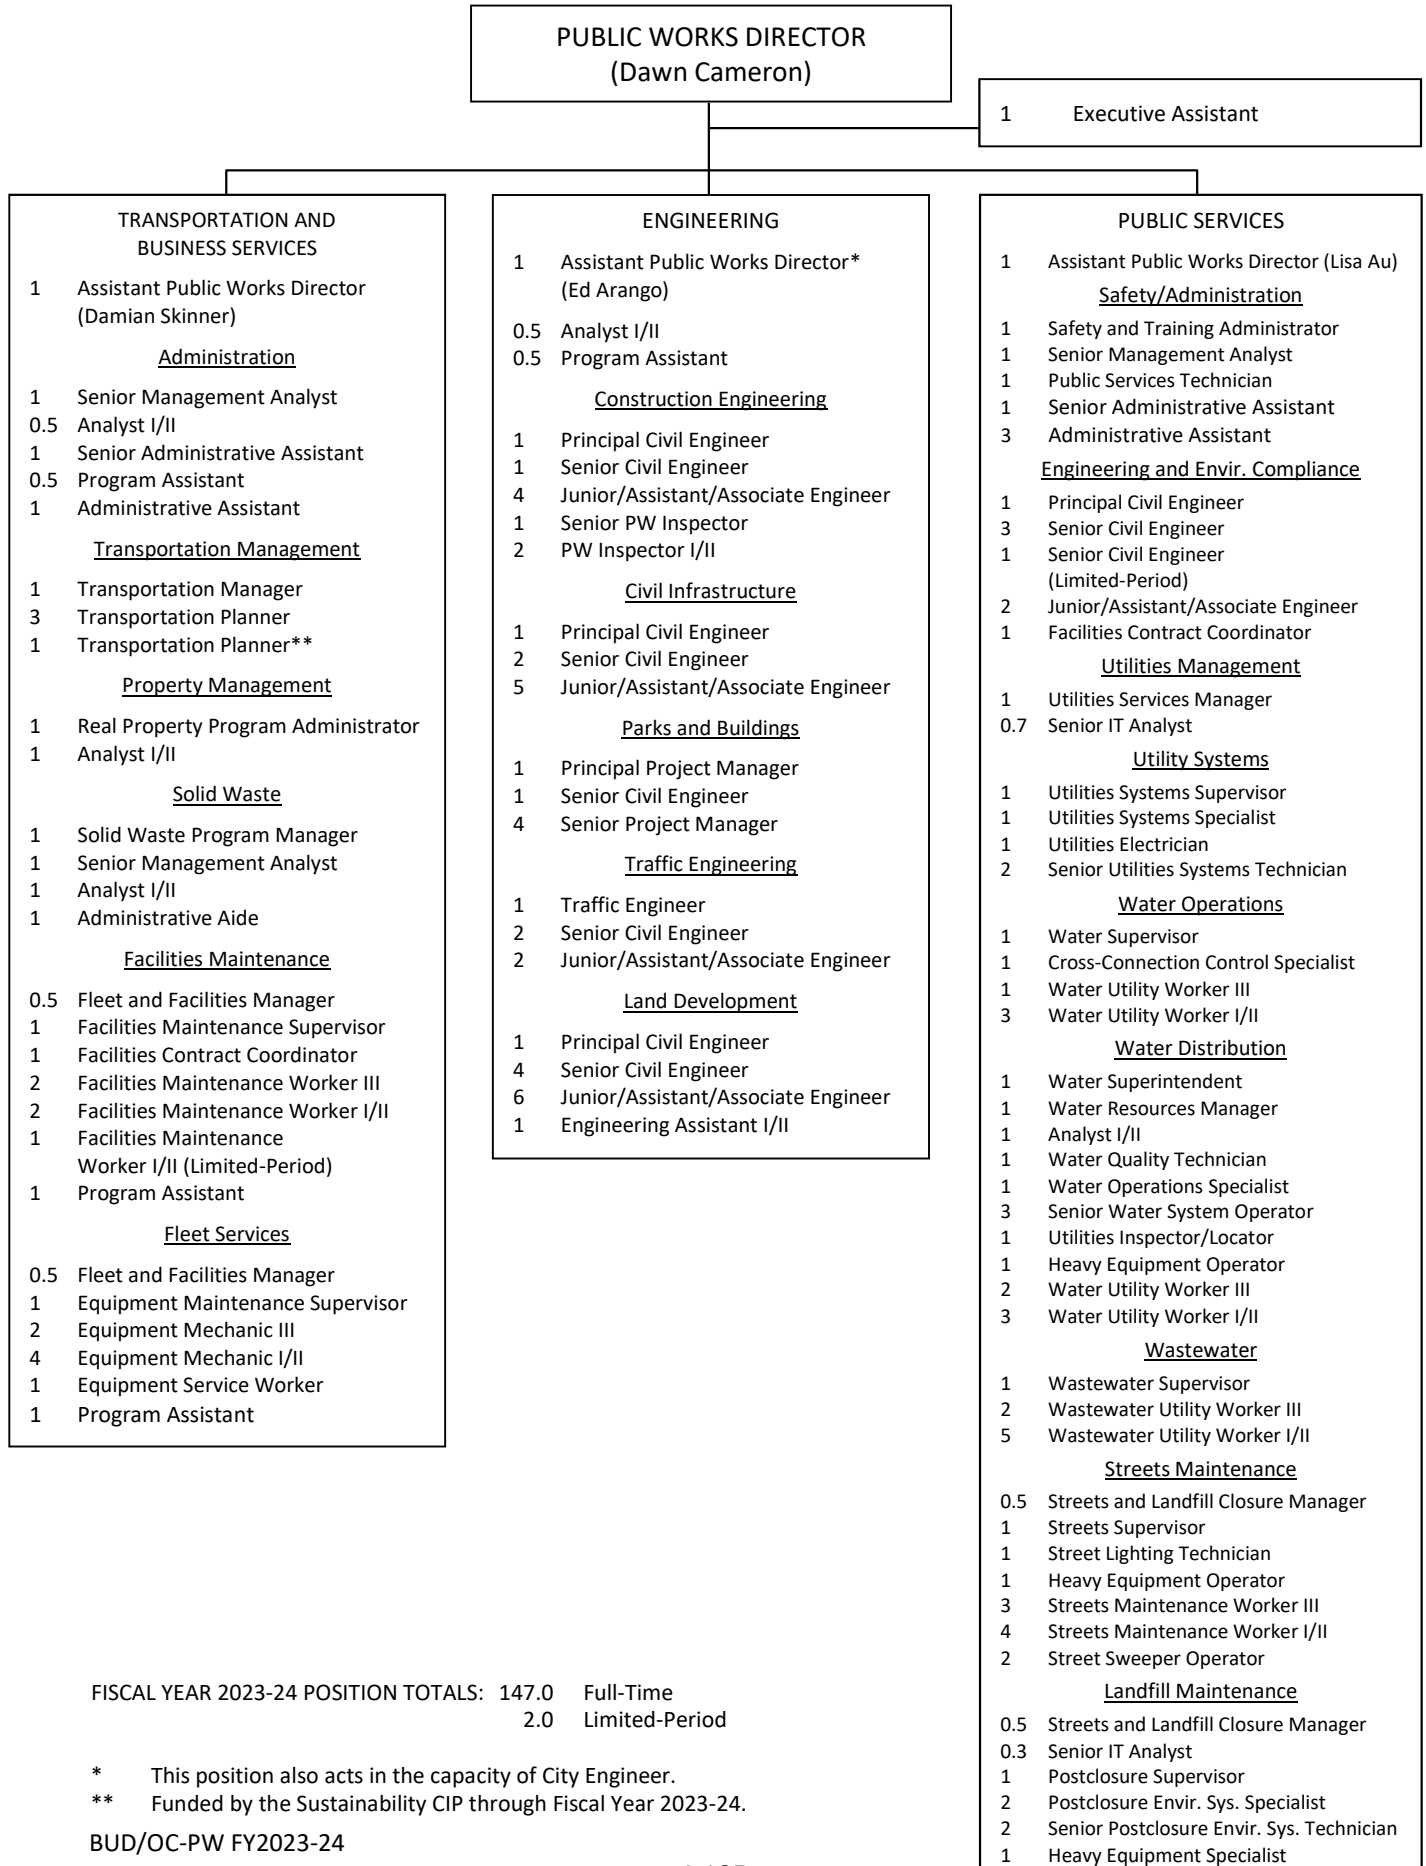 PUBLIC WORKS DIRECTOR
(Dawn Cameron)
1 Executive Assistant
TRANSPORTATION AND
BUSINESS SERVICES
1 Assistant Public Works Director
(Damian Skinner)
Administration
1 Senior Management Analyst
0.5 Analyst I/II
1 Senior Administrative Assistant
0.5 Program Assistant
1 Administrative Assistant
Transportation Management
1 Transportation Manager
3 Transportation Planner
1 Transportation Planner**
Property Management
1 Real Property Program Administrator
1 Analyst I/II
Solid Waste
1 Solid Waste Program Manager
1 Senior Management Analyst
1 Analyst I/II
1 Administrative Aide
Facilities Maintenance
0.5 Fleet and Facilities Manager
1 Facilities Maintenance Supervisor
1 Facilities Contract Coordinator
2 Facilities Maintenance Worker III
2 Facilities Maintenance Worker I/II
1 Facilities Maintenance
Worker I/II (Limited-Period)
1 Program Assistant
Fleet Services
0.5 Fleet and Facilities Manager
1 Equipment Maintenance Supervisor
2 Equipment Mechanic III
4 Equipment Mechanic I/II
1 Equipment Service Worker
1 Program Assistant
ENGINEERING
1 Assistant Public Works Director*
(Ed Arango)
0.5 Analyst I/II
0.5 Program Assistant
Construction Engineering
1 Principal Civil Engineer
1 Senior Civil Engineer
4 Junior/Assistant/Associate Engineer
1 Senior PW Inspector
2 PW Inspector I/II
Civil Infrastructure
1 Principal Civil Engineer
2 Senior Civil Engineer
5 Junior/Assistant/Associate Engineer
Parks and Buildings
1 Principal Project Manager
1 Senior Civil Engineer
4 Senior Project Manager
Traffic Engineering
1 Traffic Engineer
2 Senior Civil Engineer
2 Junior/Assistant/Associate Engineer
Land Development
1 Principal Civil Engineer
4 Senior Civil Engineer
6 Junior/Assistant/Associate Engineer
1 Engineering Assistant I/II
PUBLIC SERVICES
1 Assistant Public Works Director (Lisa Au)
Safety/Administration
1 Safety and Training Administrator
1 Senior Management Analyst
1 Public Services Technician
1 Senior Administrative Assistant
3 Administrative Assistant
Engineering and Envir. Compliance
1 Principal Civil Engineer
3 Senior Civil Engineer
1 Senior Civil Engineer
(Limited-Period)
2 Junior/Assistant/Associate Engineer
1 Facilities Contract Coordinator
Utilities Management
1 Utilities Services Manager
0.7 Senior IT Analyst
Utility Systems
1 Utilities Systems Supervisor
1 Utilities Systems Specialist
1 Utilities Electrician
2 Senior Utilities Systems Technician
Water Operations
1 Water Supervisor
1 Cross-Connection Control Specialist
1 Water Utility Worker III
3 Water Utility Worker I/II
Water Distribution
1 Water Superintendent
1 Water Resources Manager
1 Analyst I/II
1 Water Quality Technician
1 Water Operations Specialist
3 Senior Water System Operator
1 Utilities Inspector/Locator
1 Heavy Equipment Operator
2 Water Utility Worker III
3 Water Utility Worker I/II
Wastewater
1 Wastewater Supervisor
2 Wastewater Utility Worker III
5 Wastewater Utility Worker I/II
Streets Maintenance
0.5 Streets and Landfill Closure Manager
1 Streets Supervisor
1 Street Lighting Technician
1 Heavy Equipment Operator
3 Streets Maintenance Worker III
4 Streets Maintenance Worker I/II
2 Street Sweeper Operator
Landfill Maintenance
0.5 Streets and Landfill Closure Manager
0.3 Senior IT Analyst
1 Postclosure Supervisor
2 Postclosure Envir. Sys. Specialist
2 Senior Postclosure Envir. Sys. Technician
1 Heavy Equipment Specialist
FISCAL YEAR 2023-24 POSITION TOTALS: 147.0 Full-Time
2.0 Limited-Period
* This position also acts in the capacity of City Engineer.
** Funded by the Sustainability CIP through Fiscal Year 2023-24.
BUD/OC-PW FY2023-24